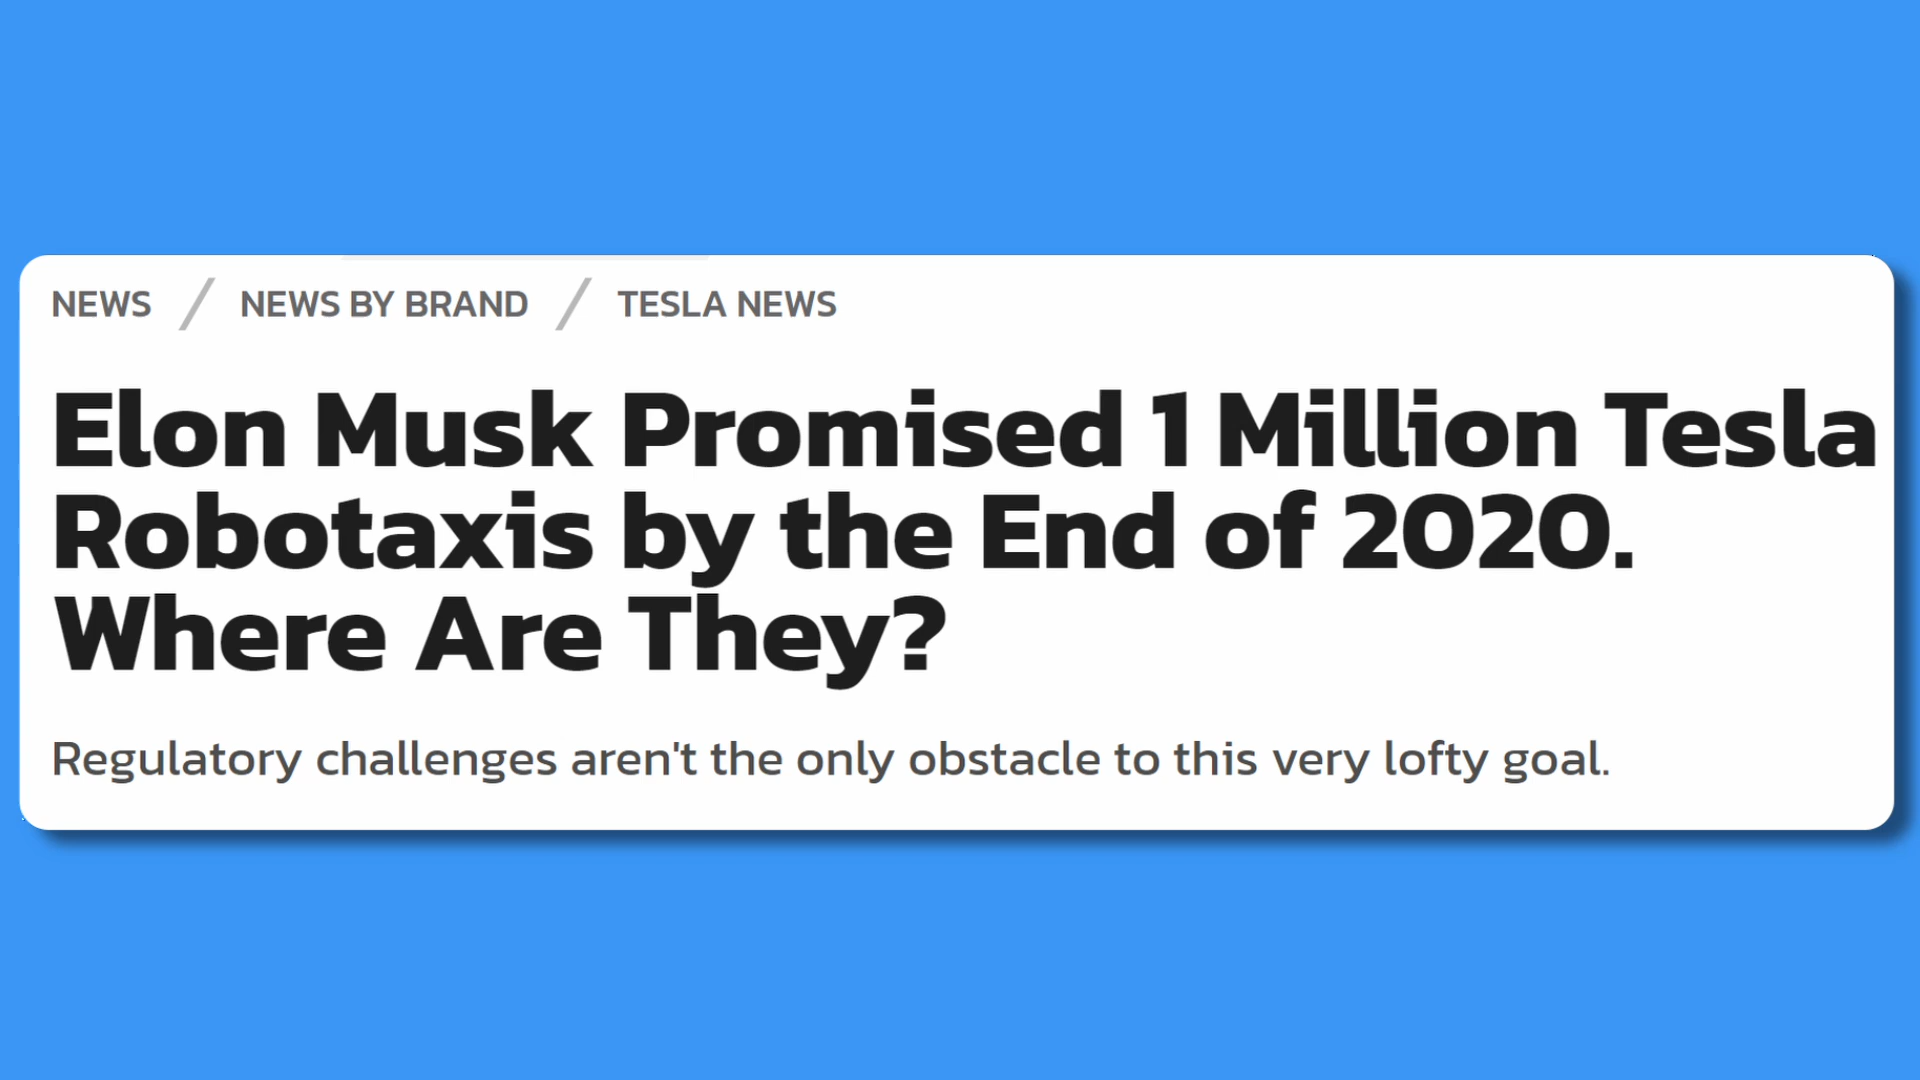 NEWS / NEWS BY BRAND / TESLA NEWS
Elon Musk Promised 1 Million Tesla
Robotaxis by the End of 2020.
Where Are They?
Regulatory challenges aren't the only obstacle to this very lofty goal.